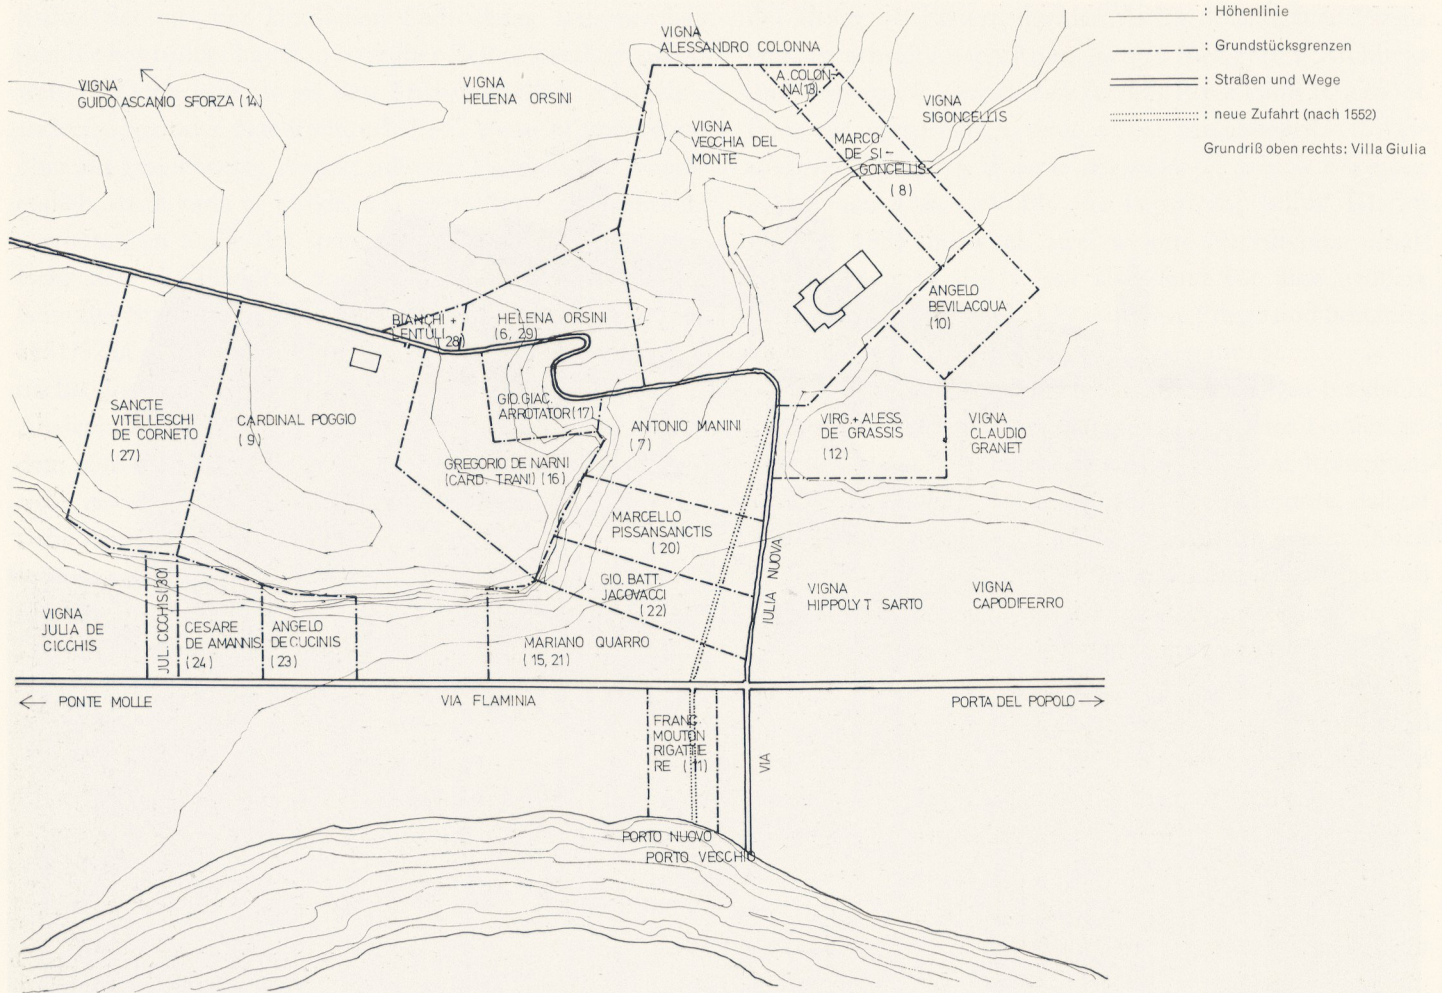 : Höhenlinie
: Grundstücksgrenzen
: Straßen und Wege
: neue Zufahrt (nach 1552)
Grundriß oben rechts: Villa Giulia
VIGNA
ALESSANDRO COLONNA
VIGNA
GUIDO ASCANIO SFORZA (14)
VIGNA
HELENA ORSINI
A. COLON-
NA(13)
VIGNA
SIGONCELLIS
VIGNA
VECCHIA DEL
MONTE
MARCO
DE SI-
GONCELLIS
(8)
ANGELO
BEVILACQUA
(10)
BIANCHI +
LENTULI
(28)
HELENA ORSINI
(6, 29)
SANCTE
VITELLESCHI
DE CORNETO
(27)
CARDINAL POGGIO
(9)
GIO. GIAC.
ARROTATOR (17)
ANTONIO MANINI
(7)
VIRG. + ALESS.
DE GRASSIS
(12)
VIGNA
CLAUDIO
GRANET
GREGORIO DE NARNI
(CARD. TRANI) (16)
MARCELLO
PISSANSANCTIS
(20)
GIO. BATT.
JACOVACCI
(22)
IULIA NUOVA
VIGNA
HIPPOLYT SARTO
VIGNA
CAPODIFERRO
VIGNA
JULIA DE
CICCHIS
JUL. CICCHIS (30)
CESARE
DE AMANNIS
(24)
ANGELO
DE CUCINIS
(23)
MARIANO QUARRO
(15, 21)
← PONTE MOLLE
VIA FLAMINIA
PORTA DEL POPOLO →
FRANC.
MOUTON
RIGATTIE
RE (11)
VIA
PORTO NUOVO
PORTO VECCHIO